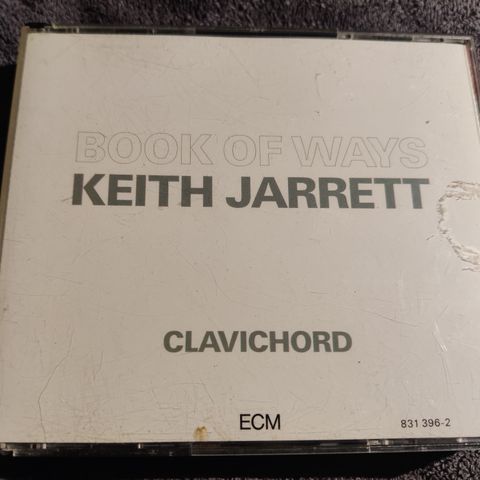 BOOK OF WAYS
KEITH JARRETT
CLAVICHORD
ECM
831 396-2